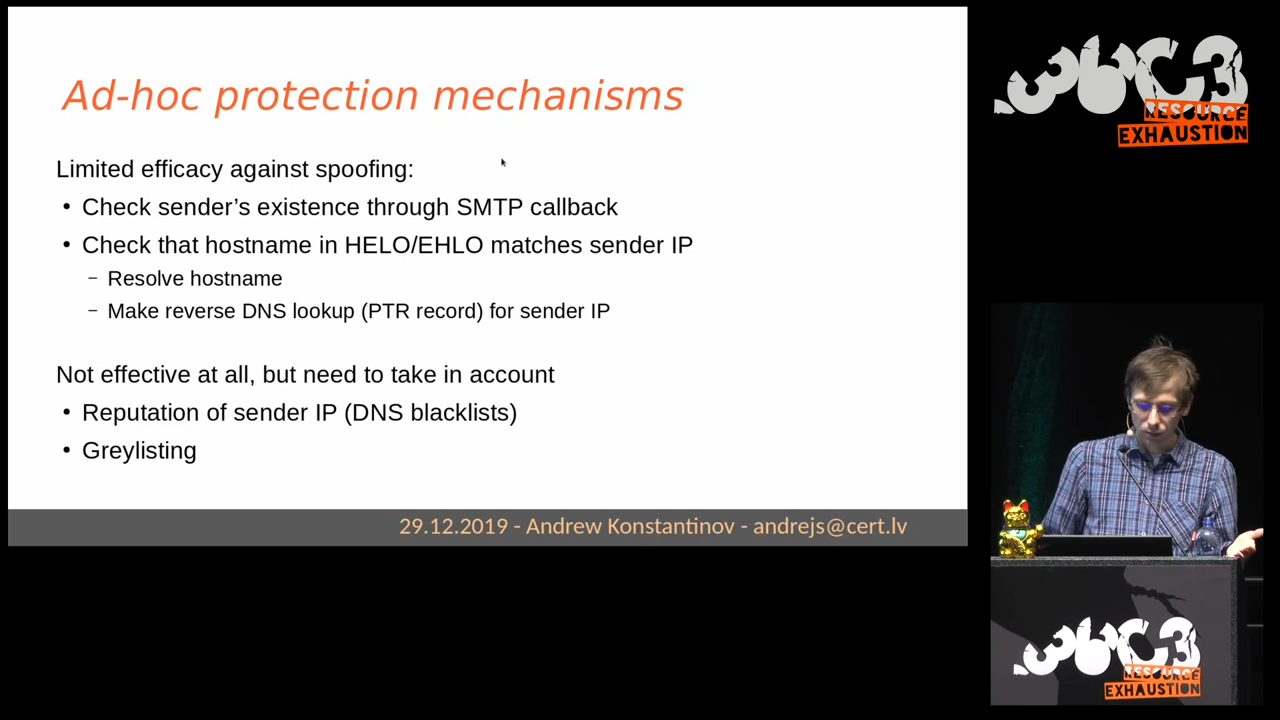 Ad-hoc protection mechanisms
Limited efficacy against spoofing:
• Check sender’s existence through SMTP callback
• Check that hostname in HELO/EHLO matches sender IP
– Resolve hostname
– Make reverse DNS lookup (PTR record) for sender IP
Not effective at all, but need to take in account
• Reputation of sender IP (DNS blacklists)
• Greylisting
29.12.2019 - Andrew Konstantinov - andrejs@cert.lv
36C3
RESOURCE
EXHAUSTION
36C3
RESOURCE
EXHAUSTION